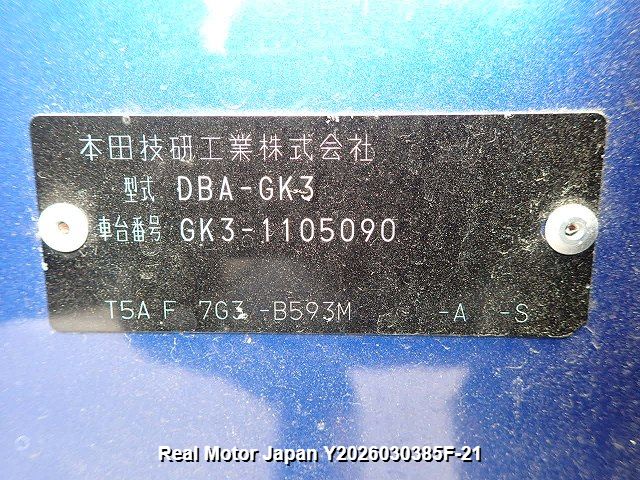 本田技研工業株式会社
型式 DBA-GK3
車台番号 GK3-1105090
T5A F 7G3 -B593M -A -S
Real Motor Japan Y2026030385F-21